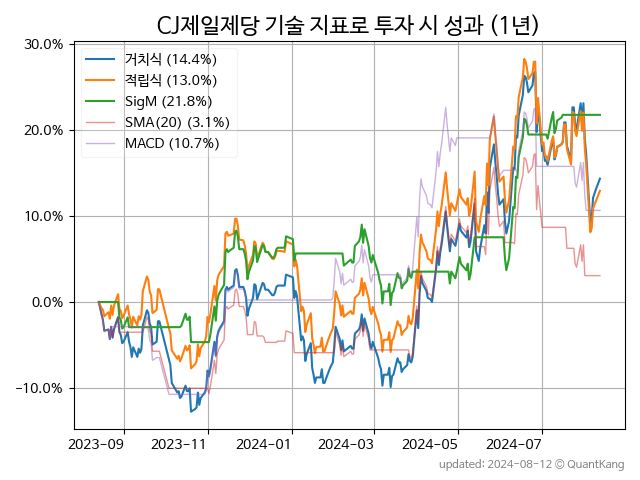 CJ제일제당 기술 지표로 투자 시 성과 (1년)
30.0%
20.0%
10.0%
0.0%
−10.0%
거치식 (14.4%)
적립식 (13.0%)
SigM (21.8%)
SMA(20) (3.1%)
MACD (10.7%)
2023-09 2023-11 2024-01 2024-03 2024-05 2024-07
updated: 2024-08-12 © QuantKang